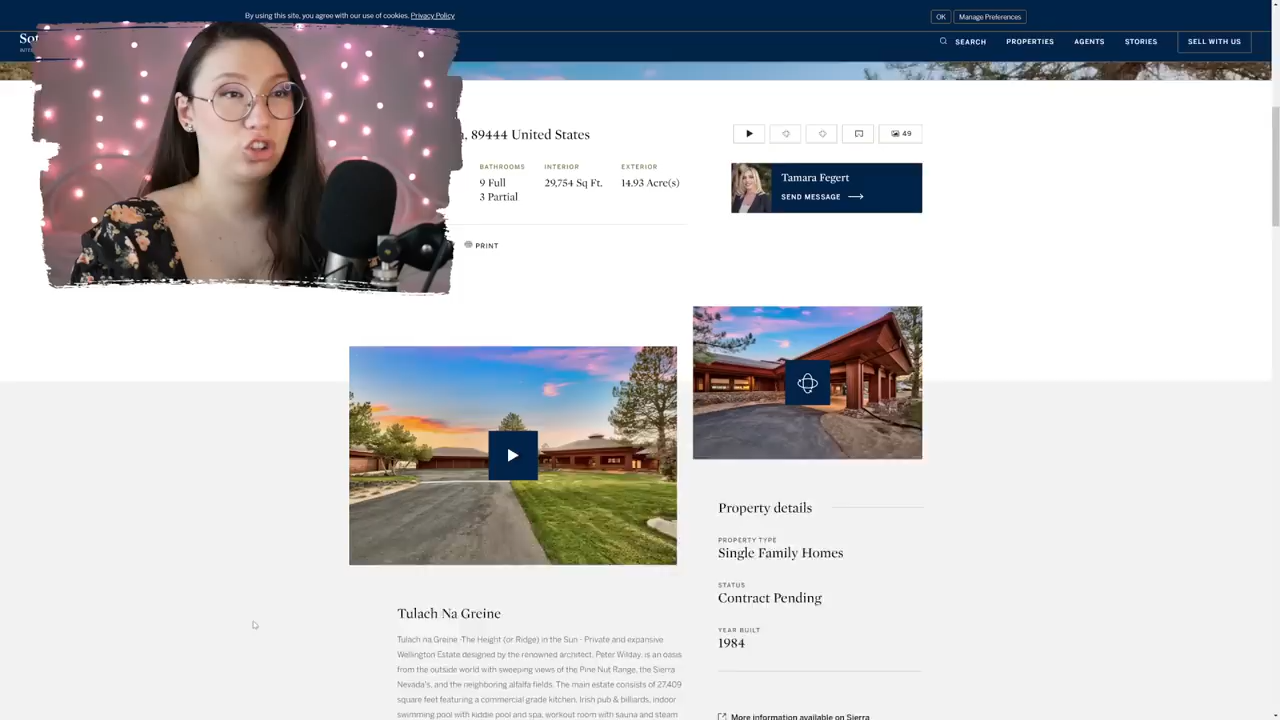 By using this site, you agree with our use of cookies. Privacy Policy
OK
Manage Preferences
SEARCH
PROPERTIES
AGENTS
STORIES
SELL WITH US
89444 United States
BATHROOMS
INTERIOR
EXTERIOR
9 Full
29,754 Sq Ft.
14.93 Acre(s)
3 Partial
49
Tamara Fegert
SEND MESSAGE
PRINT
Property details
PROPERTY TYPE
Single Family Homes
STATUS
Contract Pending
YEAR BUILT
1984
More information available on Sierra
Tulach Na Greine
Tulach na Greine -The Height (or Ridge) in the Sun - Private and expansive
Wellington Estate designed by the renowned architect, Peter Wilday, is an oasis
from the outside world with sweeping views of the Pine Nut Range, the Sierra
Nevada's, and the neighboring alfalfa fields. The main estate consists of 27,409
square feet featuring a commercial grade kitchen, Irish pub & billiards, indoor
swimming pool with kiddie pool and spa, workout room with sauna and steam